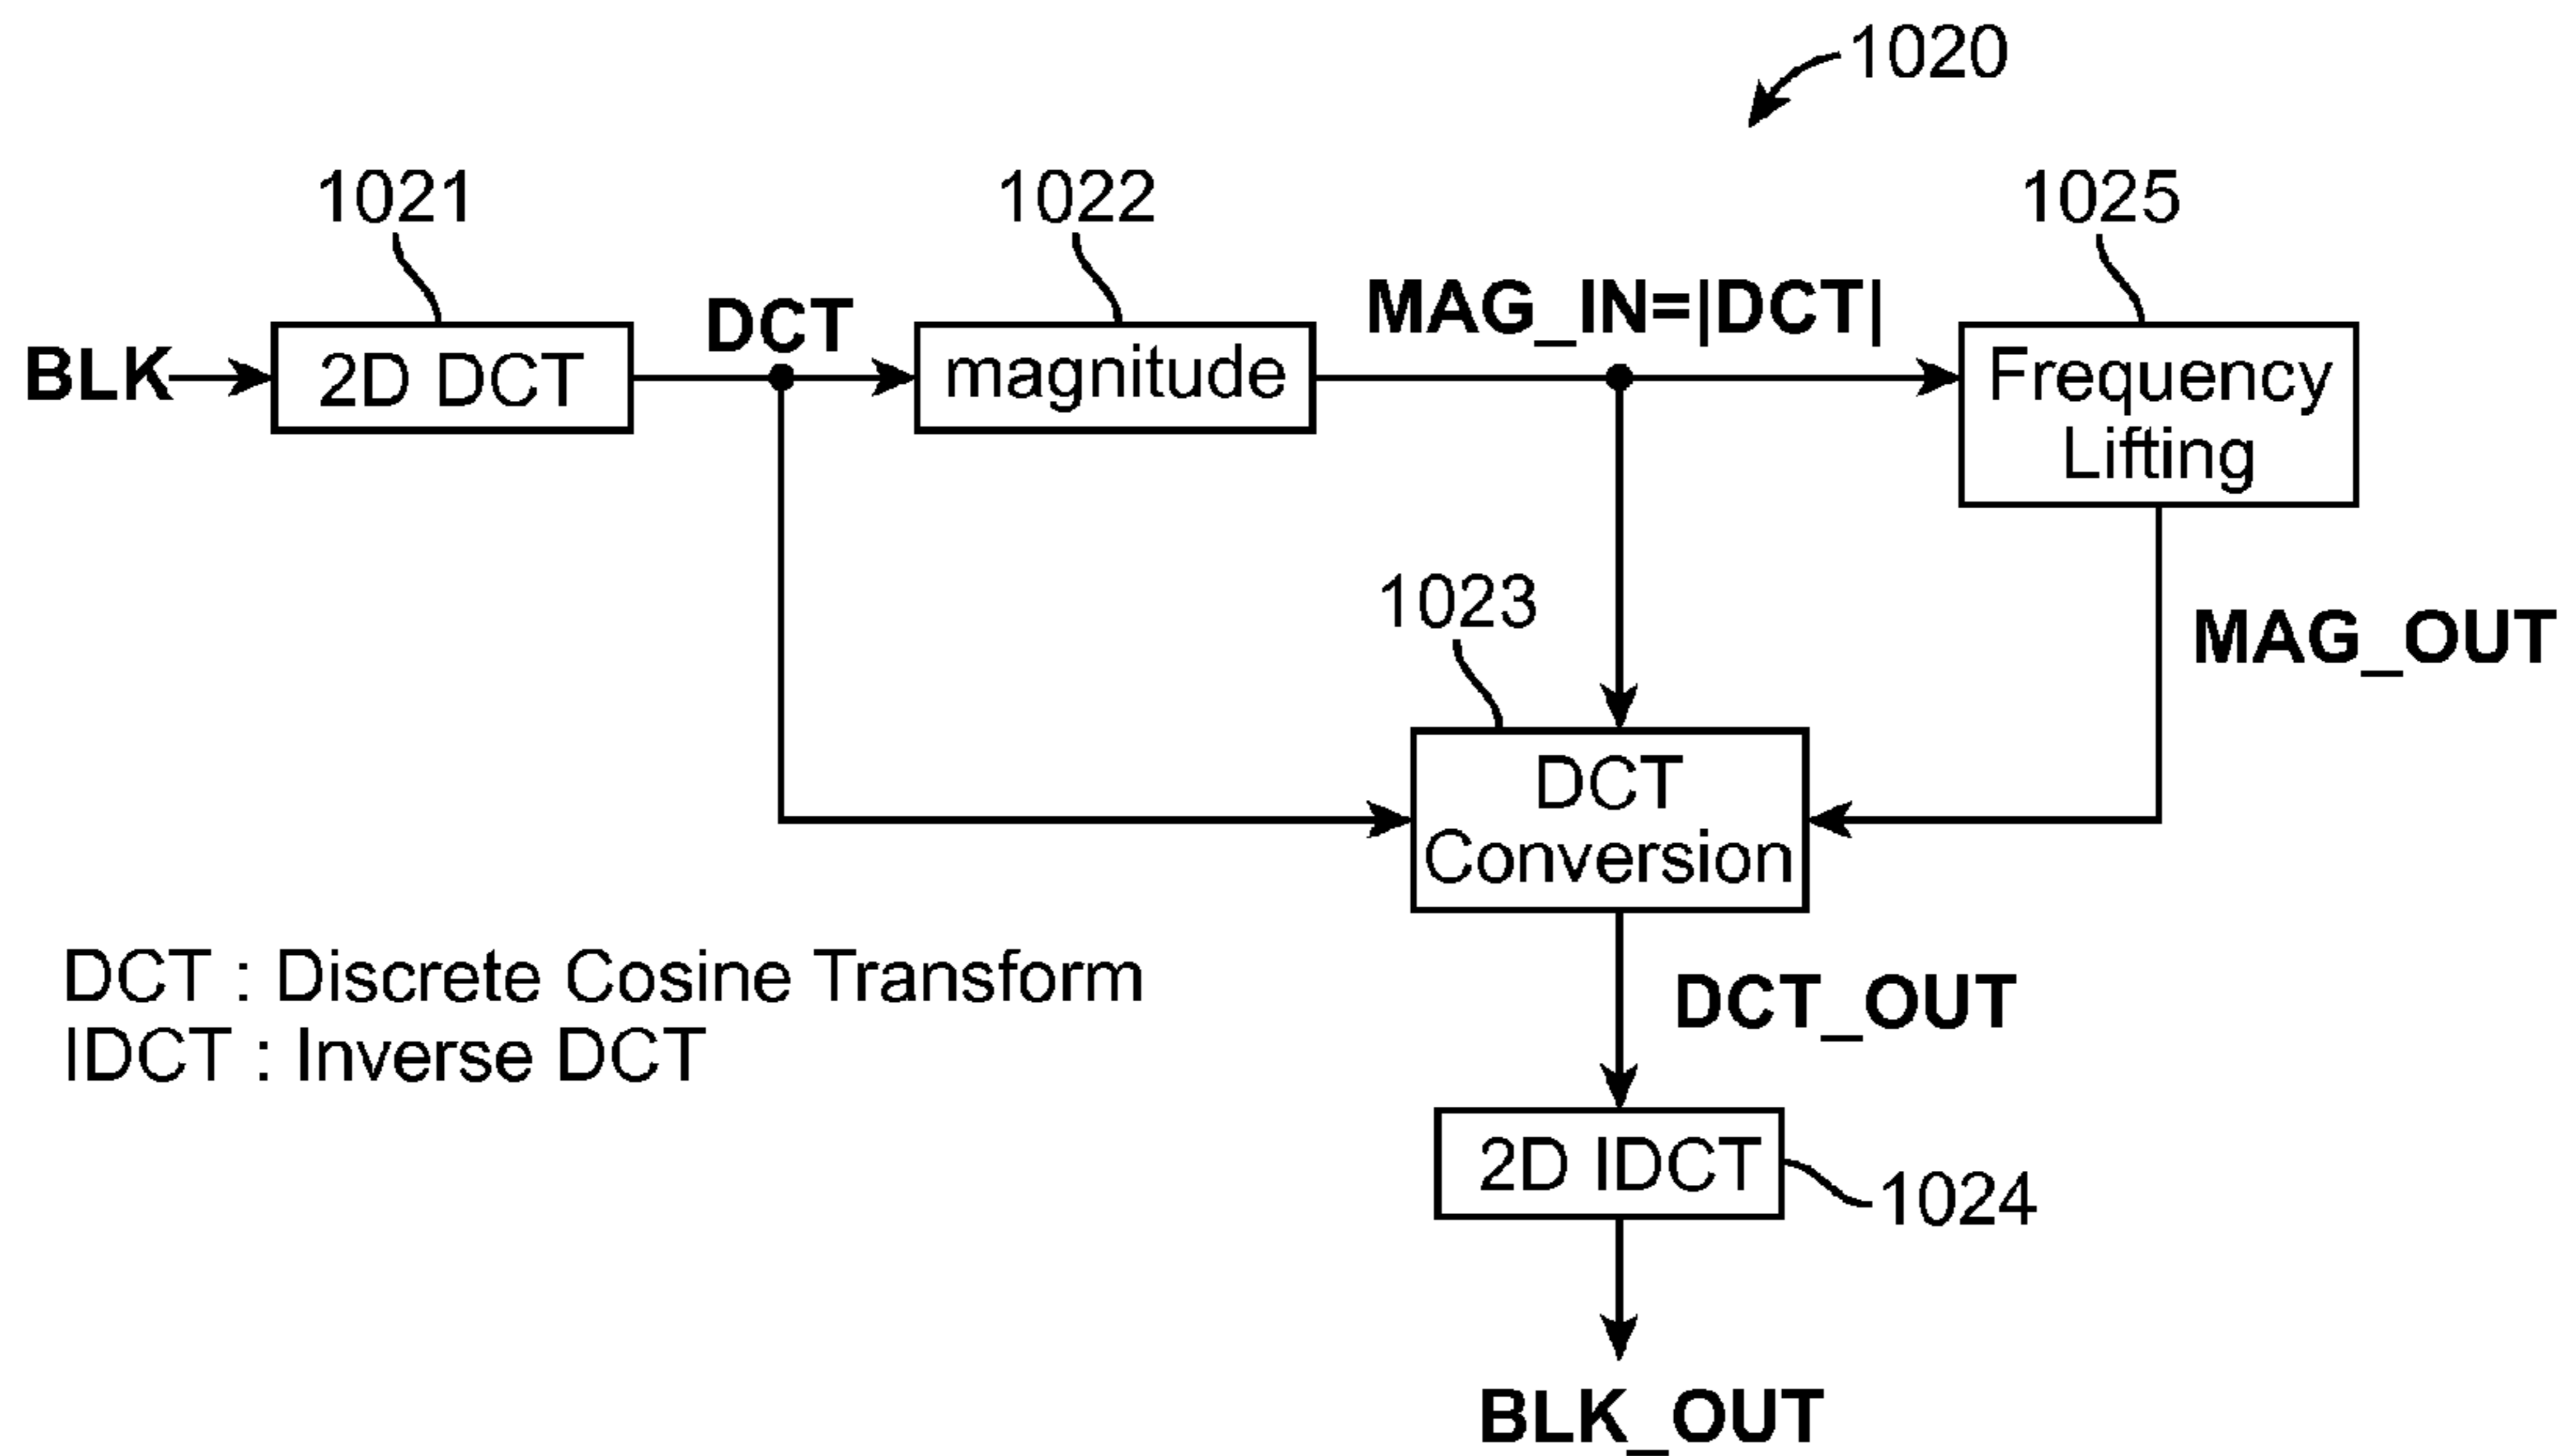 1020
1021
1022
1025
BLK
2D DCT
DCT
magnitude
MAG_IN=|DCT|
Frequency
Lifting
1023
MAG_OUT
DCT
Conversion
DCT : Discrete Cosine Transform
IDCT : Inverse DCT
DCT_OUT
2D IDCT
1024
BLK_OUT